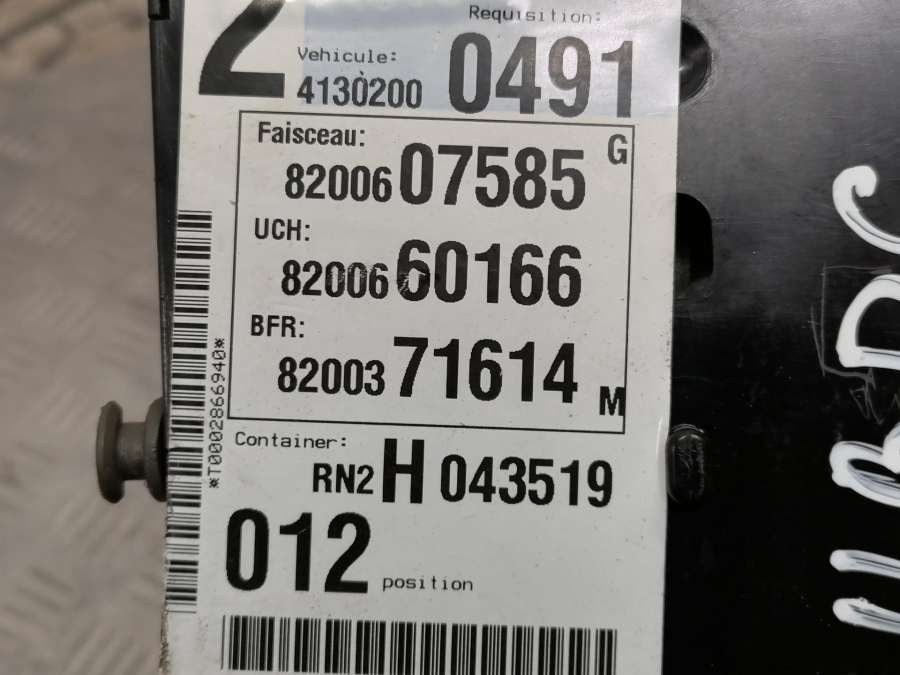 2
Requisition:
Vehicule:
4130200 0491
Faisceau: G
82006 07585
UCH:
82006 60166
BFR:
82003 71614 M
*T0002866940*
Container:
RN2 H 043519
012 position